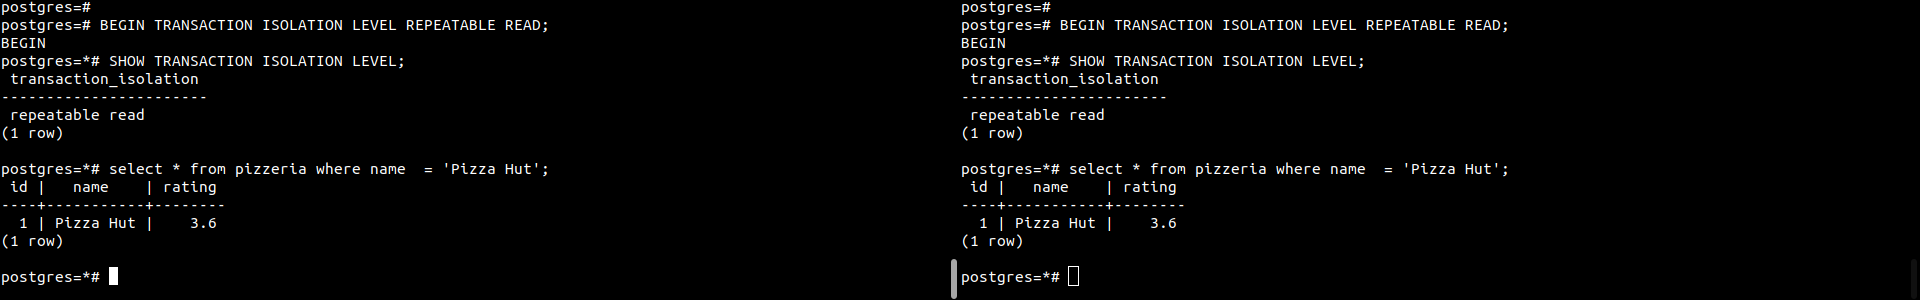 postgres=#
postgres=# BEGIN TRANSACTION ISOLATION LEVEL REPEATABLE READ;
BEGIN
postgres=*# SHOW TRANSACTION ISOLATION LEVEL;
 transaction_isolation
-----------------------
 repeatable read
(1 row)

postgres=*# select * from pizzeria where name  = 'Pizza Hut';
 id |   name    | rating
----+-----------+--------
  1 | Pizza Hut |    3.6
(1 row)

postgres=*#

postgres=#
postgres=# BEGIN TRANSACTION ISOLATION LEVEL REPEATABLE READ;
BEGIN
postgres=*# SHOW TRANSACTION ISOLATION LEVEL;
 transaction_isolation
-----------------------
 repeatable read
(1 row)

postgres=*# select * from pizzeria where name  = 'Pizza Hut';
 id |   name    | rating
----+-----------+--------
  1 | Pizza Hut |    3.6
(1 row)

postgres=*#